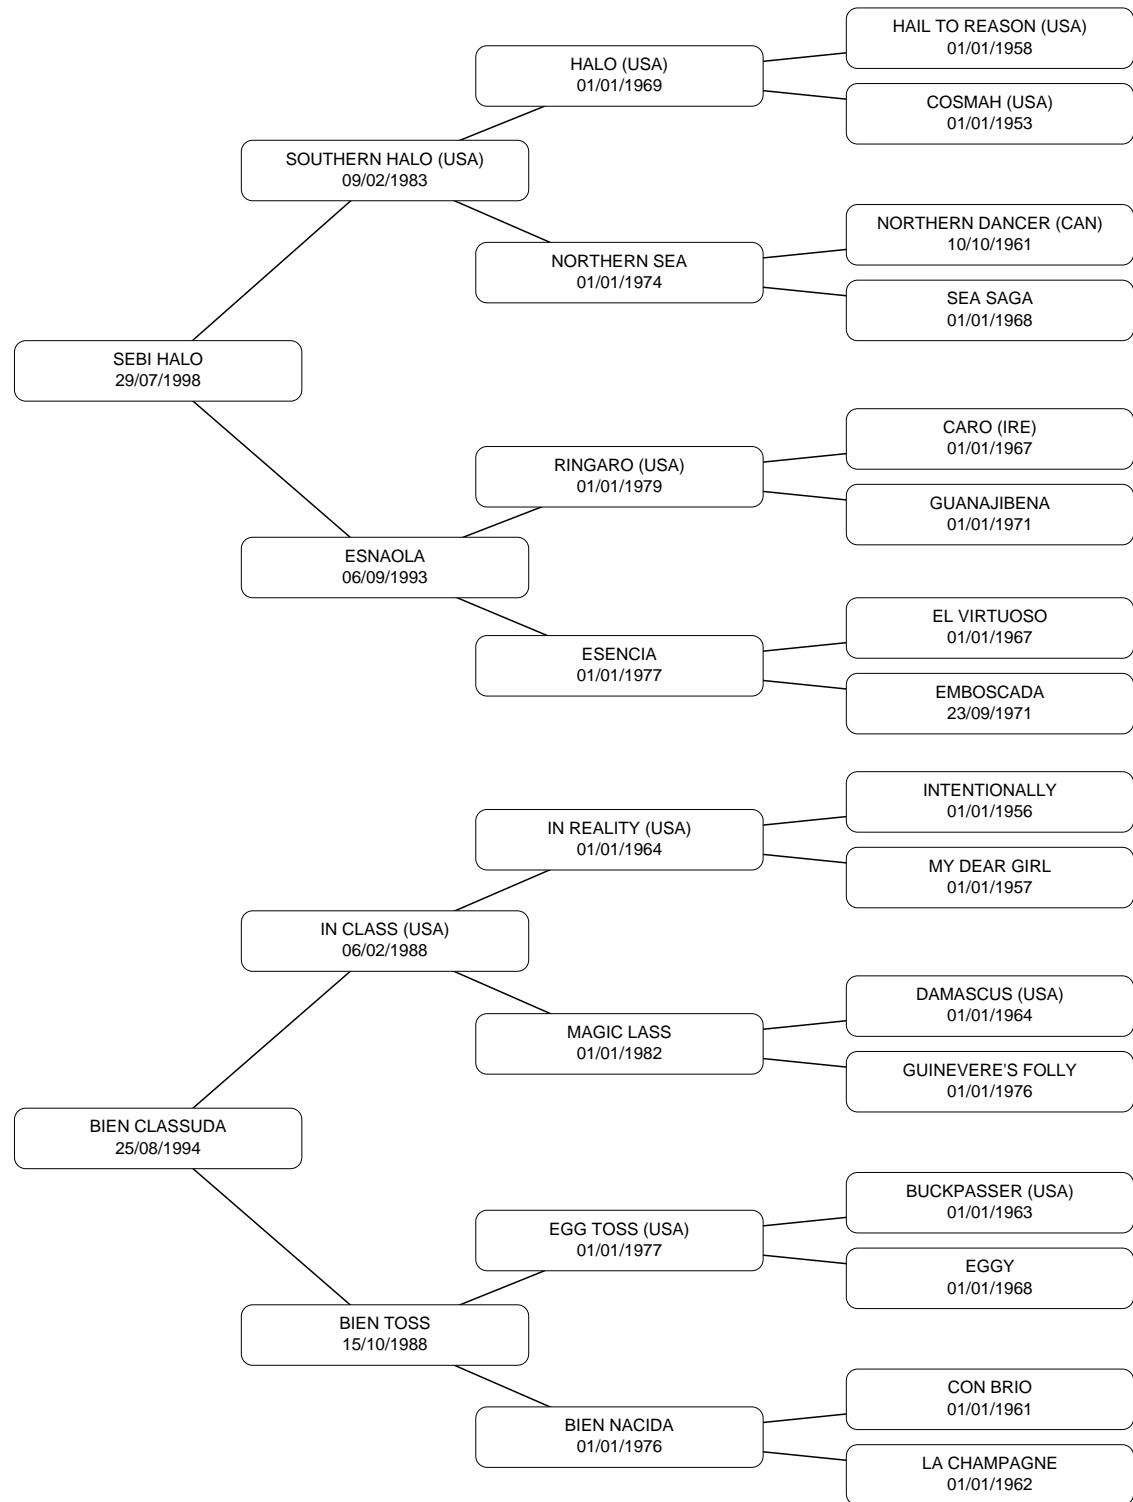 HAIL TO REASON (USA)
01/01/1958
HALO (USA)
01/01/1969
COSMAH (USA)
01/01/1953
SOUTHERN HALO (USA)
09/02/1983
NORTHERN DANCER (CAN)
10/10/1961
NORTHERN SEA
01/01/1974
SEA SAGA
01/01/1968
SEBI HALO
29/07/1998
CARO (IRE)
01/01/1967
RINGARO (USA)
01/01/1979
GUANAJIBENA
01/01/1971
ESNAOLA
06/09/1993
EL VIRTUOSO
01/01/1967
ESENCIA
01/01/1977
EMBOSCADA
23/09/1971
INTENTIONALLY
01/01/1956
IN REALITY (USA)
01/01/1964
MY DEAR GIRL
01/01/1957
IN CLASS (USA)
06/02/1988
DAMASCUS (USA)
01/01/1964
MAGIC LASS
01/01/1982
GUINEVERE'S FOLLY
01/01/1976
BIEN CLASSUDA
25/08/1994
BUCKPASSER (USA)
01/01/1963
EGG TOSS (USA)
01/01/1977
EGGY
01/01/1968
BIEN TOSS
15/10/1988
CON BRIO
01/01/1961
BIEN NACIDA
01/01/1976
LA CHAMPAGNE
01/01/1962